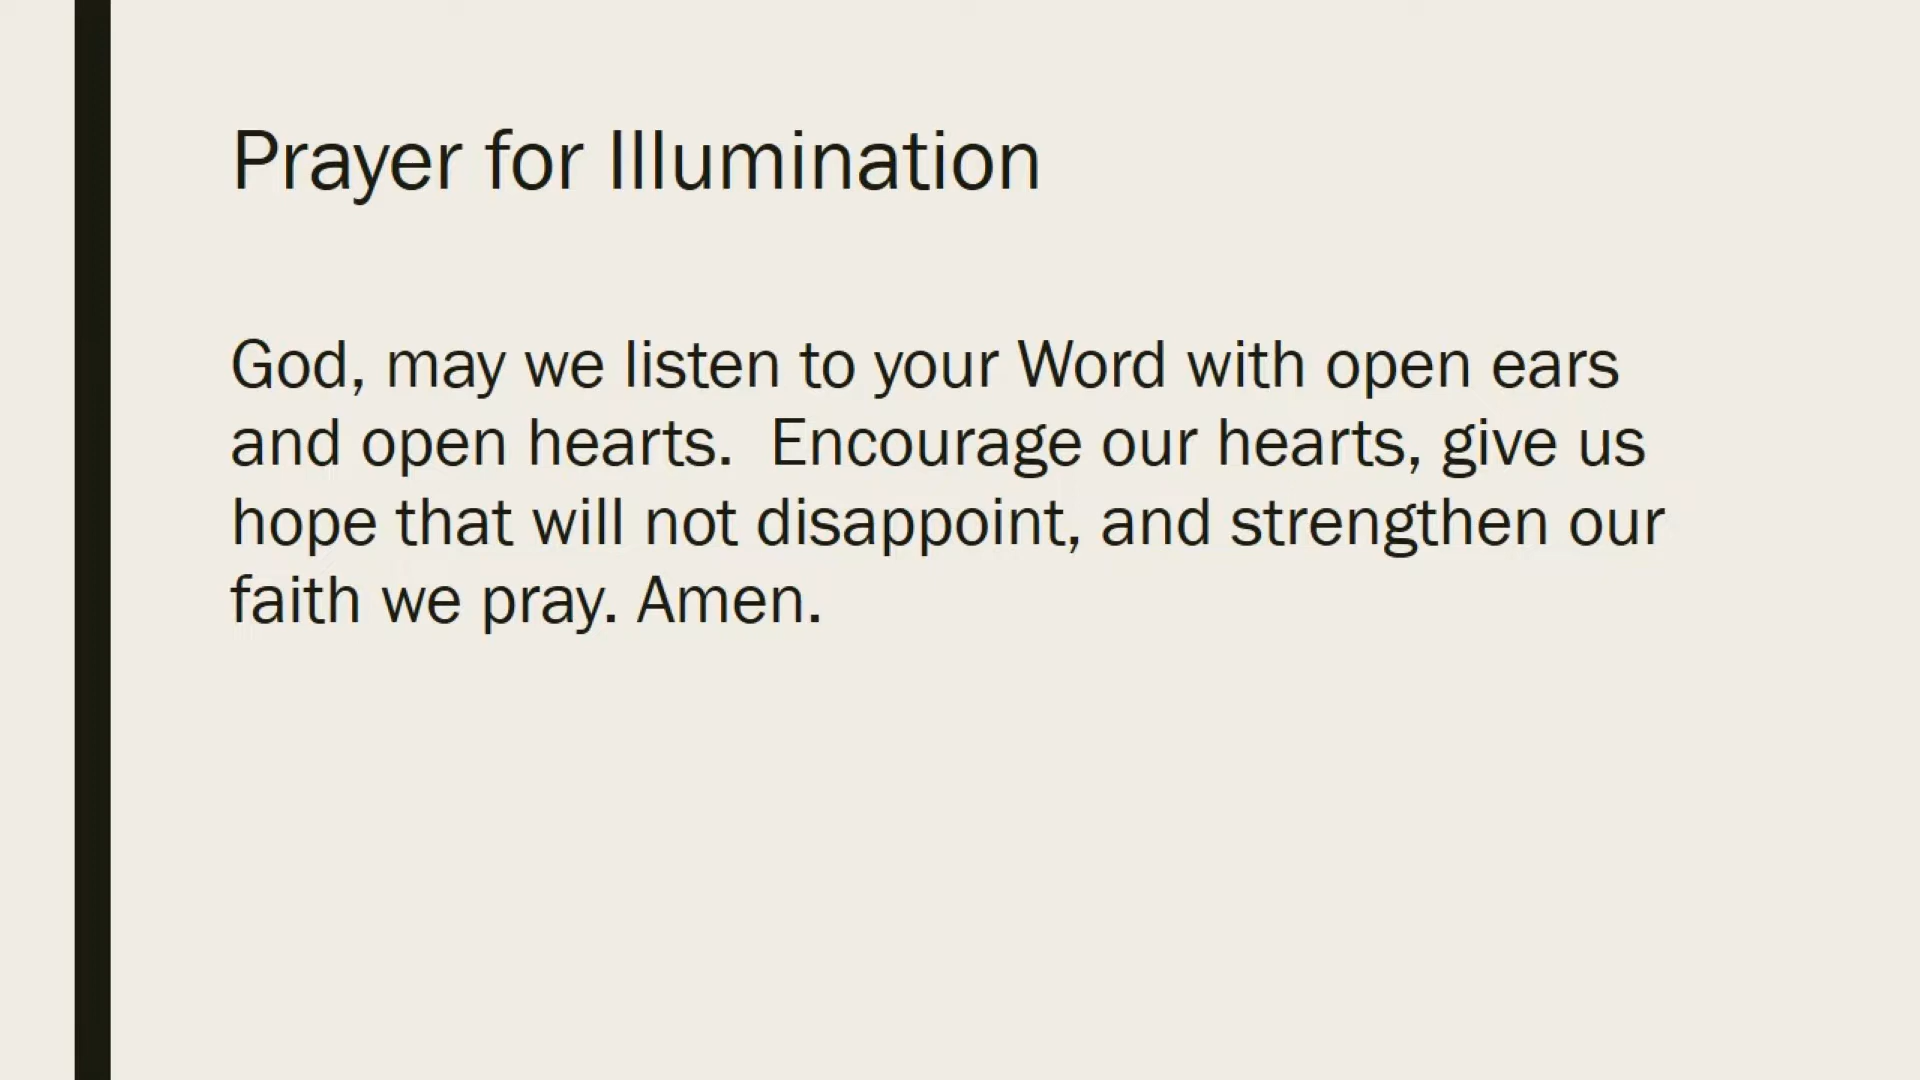 Prayer for Illumination
God, may we listen to your Word with open ears
and open hearts.  Encourage our hearts, give us
hope that will not disappoint, and strengthen our
faith we pray. Amen.